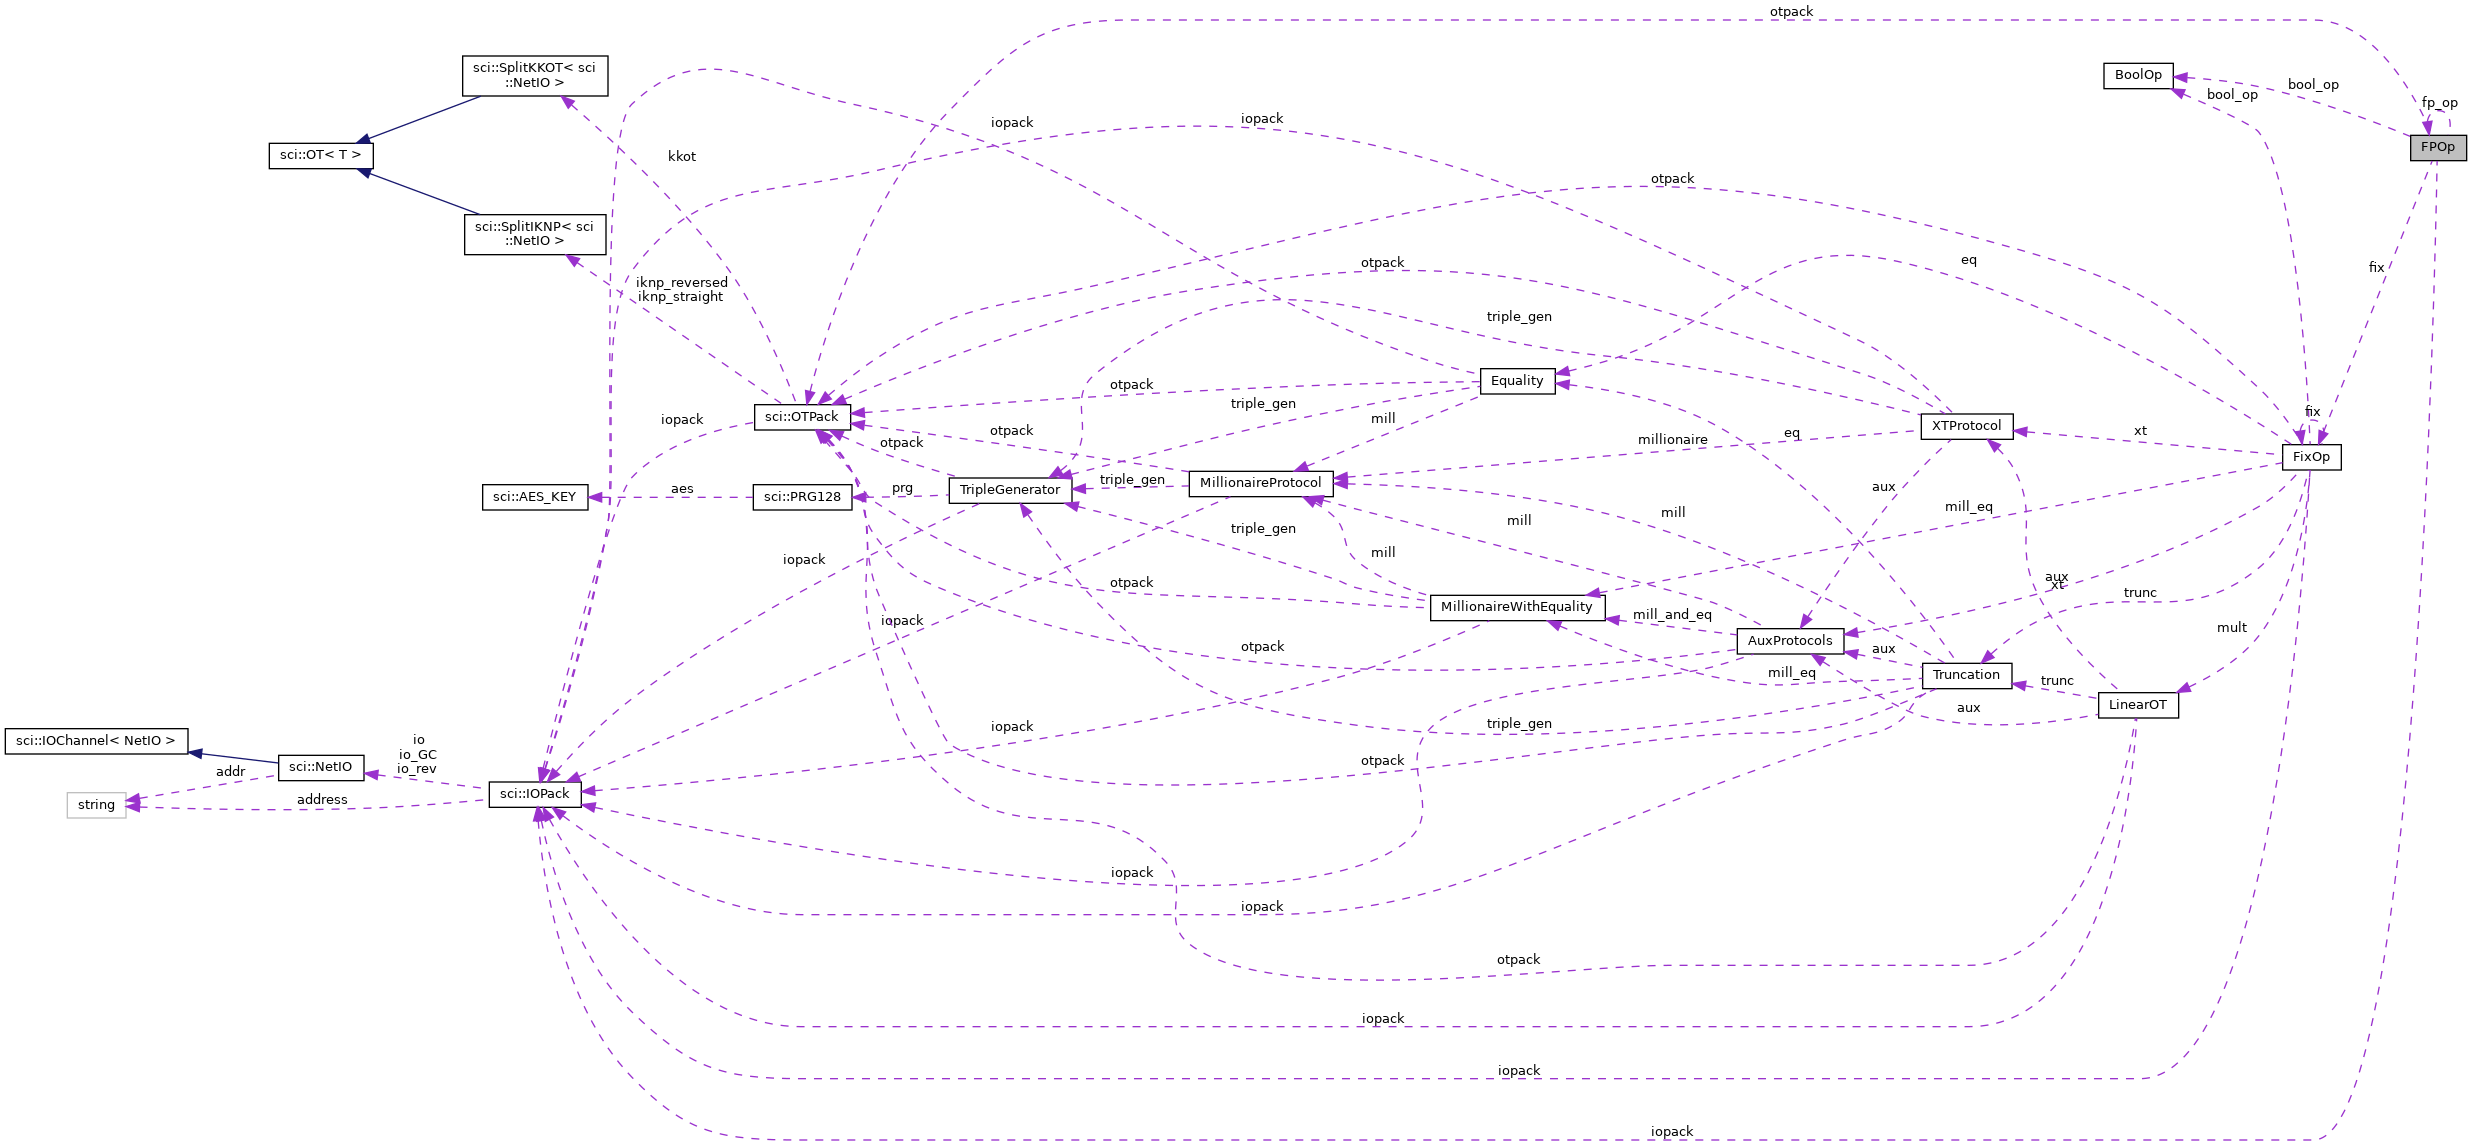 otpack
sci::SplitKKOT< sci
::NetIO >
BoolOp
bool_op
bool_op
fp_op
FPOp
iopack
iopack
sci::OT< T >
kkot
otpack
sci::SplitIKNP< sci
::NetIO >
otpack
eq
fix
iknp_reversed
iknp_straight
triple_gen
Equality
otpack
triple_gen
mill
fix
sci::OTPack
iopack
otpack
otpack
millionaire
eq
XTProtocol
xt
FixOp
sci::AES_KEY
aes
sci::PRG128
prg
TripleGenerator
triple_gen
MillionaireProtocol
aux
mill_eq
mill
mill
triple_gen
mill
iopack
otpack
aux
xt
trunc
MillionaireWithEquality
mill_and_eq
iopack
otpack
AuxProtocols
aux
mult
mill_eq
Truncation
trunc
LinearOT
aux
iopack
triple_gen
sci::IOChannel< NetIO >
io
io_GC
io_rev
sci::NetIO
addr
otpack
string
address
sci::IOPack
iopack
iopack
otpack
iopack
iopack
iopack